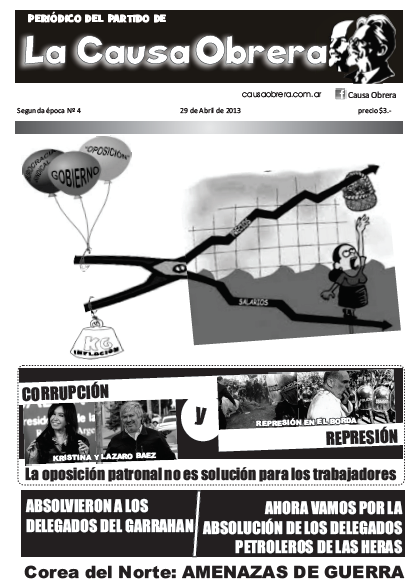 PERIÓDICO DEL PARTIDO DE
La Causa Obrera
causaobrera.com.ar
Causa Obrera
Segunda época Nº 4
29 de Abril de 2013
precio $3.-
"OPOSICIÓN"
GOBIERNO
PRECIOS
SALARIOS
KG
INFLACIÓN
CORRUPCIÓN
KRISTINA Y LAZARO BAEZ
y
REPRESIÓN EN EL BORDA
REPRESIÓN
La oposición patronal no es solución para los trabajadores
ABSOLVIERON A LOS
DELEGADOS DEL GARRAHAN
AHORA VAMOS POR LA
ABSOLUCIÓN DE LOS DELEGADOS
PETROLEROS DE LAS HERAS
Corea del Norte: AMENAZAS DE GUERRA